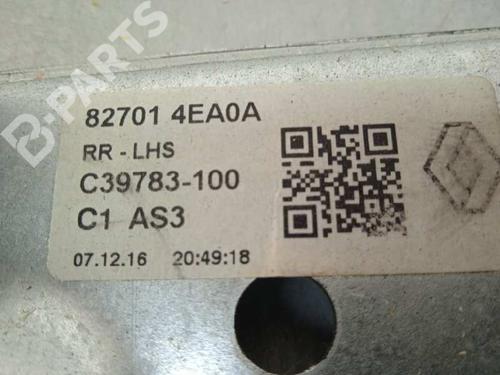 B-PARTS
82701 4EA0A
RR - LHS
C39783-100
C1 AS3
07.12.16 20:49:18